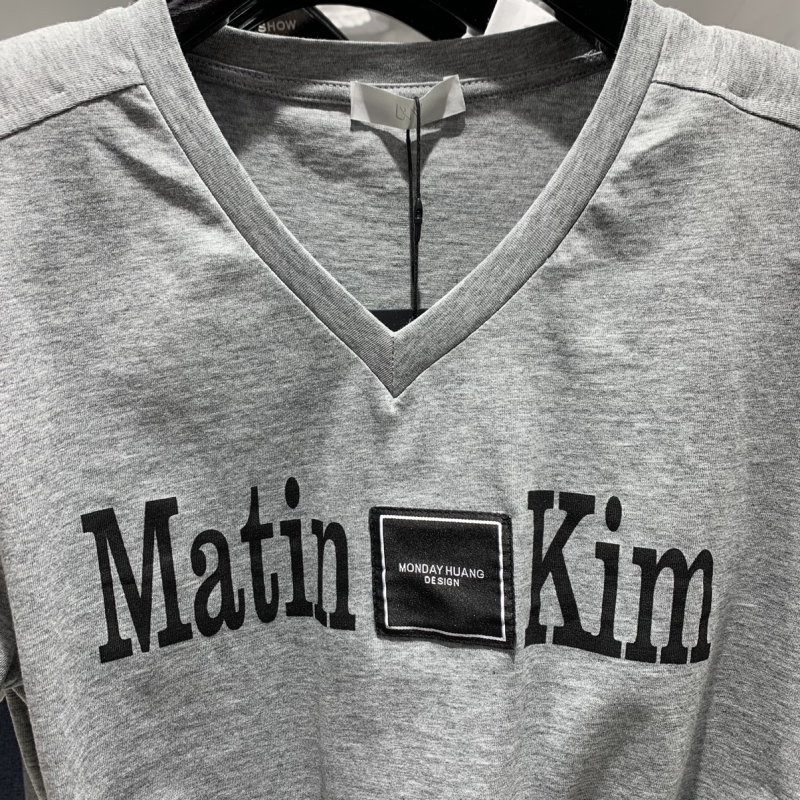 SHOW
Matin Kim
MONDAY HUANG
DESIGN